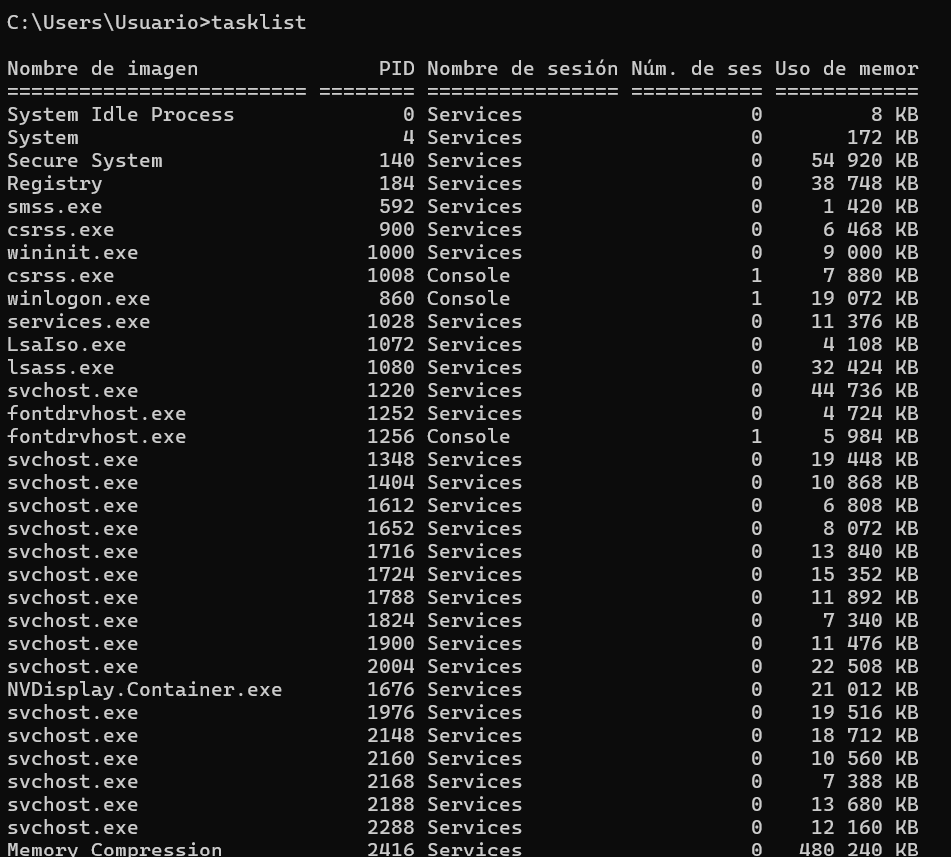 C:\Users\Usuario>tasklist
Nombre de imagen                     PID Nombre de sesión Núm. de ses Uso de memor
========================= ======== ================ =========== ============
System Idle Process                    0 Services                   0         8 KB
System                                 4 Services                   0       172 KB
Secure System                        140 Services                   0    54 920 KB
Registry                             184 Services                   0    38 748 KB
smss.exe                             592 Services                   0     1 420 KB
csrss.exe                            900 Services                   0     6 468 KB
wininit.exe                         1000 Services                   0     9 000 KB
csrss.exe                           1008 Console                    1     7 880 KB
winlogon.exe                         860 Console                    1    19 072 KB
services.exe                        1028 Services                   0    11 376 KB
LsaIso.exe                          1072 Services                   0     4 108 KB
lsass.exe                           1080 Services                   0    32 424 KB
svchost.exe                         1220 Services                   0    44 736 KB
fontdrvhost.exe                     1252 Services                   0     4 724 KB
fontdrvhost.exe                     1256 Console                    1     5 984 KB
svchost.exe                         1348 Services                   0    19 448 KB
svchost.exe                         1404 Services                   0    10 868 KB
svchost.exe                         1612 Services                   0     6 808 KB
svchost.exe                         1652 Services                   0     8 072 KB
svchost.exe                         1716 Services                   0    13 840 KB
svchost.exe                         1724 Services                   0    15 352 KB
svchost.exe                         1788 Services                   0    11 892 KB
svchost.exe                         1824 Services                   0     7 340 KB
svchost.exe                         1900 Services                   0    11 476 KB
svchost.exe                         2004 Services                   0    22 508 KB
NVDisplay.Container.exe             1676 Services                   0    21 012 KB
svchost.exe                         1976 Services                   0    19 516 KB
svchost.exe                         2148 Services                   0    18 712 KB
svchost.exe                         2160 Services                   0    10 560 KB
svchost.exe                         2168 Services                   0     7 388 KB
svchost.exe                         2188 Services                   0    13 680 KB
svchost.exe                         2288 Services                   0    12 160 KB
Memory Compression                  2416 Services                   0   480 240 KB